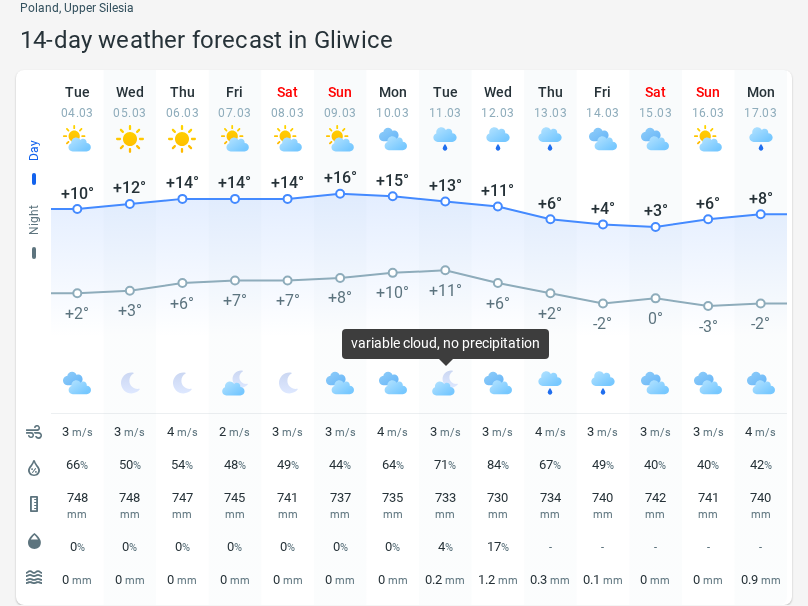 Poland, Upper Silesia
14-day weather forecast in Gliwice
Tue Wed Thu Fri Sat Sun Mon Tue Wed Thu Fri Sat Sun Mon
04.03 05.03 06.03 07.03 08.03 09.03 10.03 11.03 12.03 13.03 14.03 15.03 16.03 17.03
Day
+10° +12° +14° +14° +14° +16° +15° +13° +11° +6° +4° +3° +6° +8°
Night
+2° +3° +6° +7° +7° +8° +10° +11° +6° +2° -2° 0° -3° -2°
variable cloud, no precipitation
3 m/s 3 m/s 4 m/s 2 m/s 3 m/s 3 m/s 4 m/s 3 m/s 3 m/s 4 m/s 3 m/s 3 m/s 3 m/s 4 m/s
66% 50% 54% 48% 49% 44% 64% 71% 84% 67% 49% 40% 40% 42%
748 748 747 745 741 737 735 733 730 734 740 742 741 740
mm mm mm mm mm mm mm mm mm mm mm mm mm mm
0% 0% 0% 0% 0% 0% 0% 4% 17% - - - - -
0 mm 0 mm 0 mm 0 mm 0 mm 0 mm 0 mm 0.2 mm 1.2 mm 0.3 mm 0.1 mm 0 mm 0 mm 0.9 mm